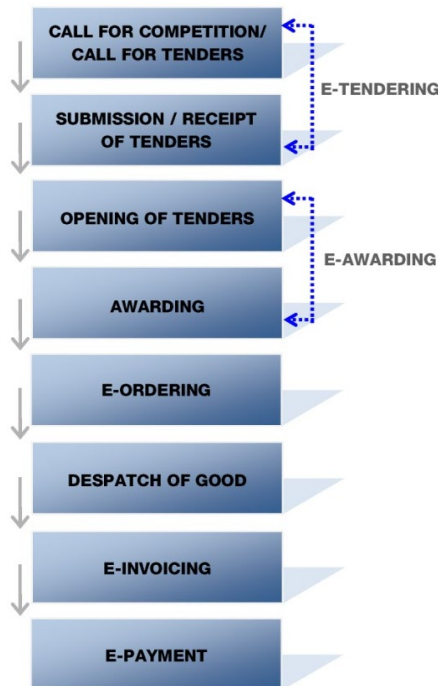 CALL FOR COMPETITION/
CALL FOR TENDERS
E-TENDERING
SUBMISSION / RECEIPT
OF TENDERS
OPENING OF TENDERS
E-AWARDING
AWARDING
E-ORDERING
DESPATCH OF GOOD
E-INVOICING
E-PAYMENT